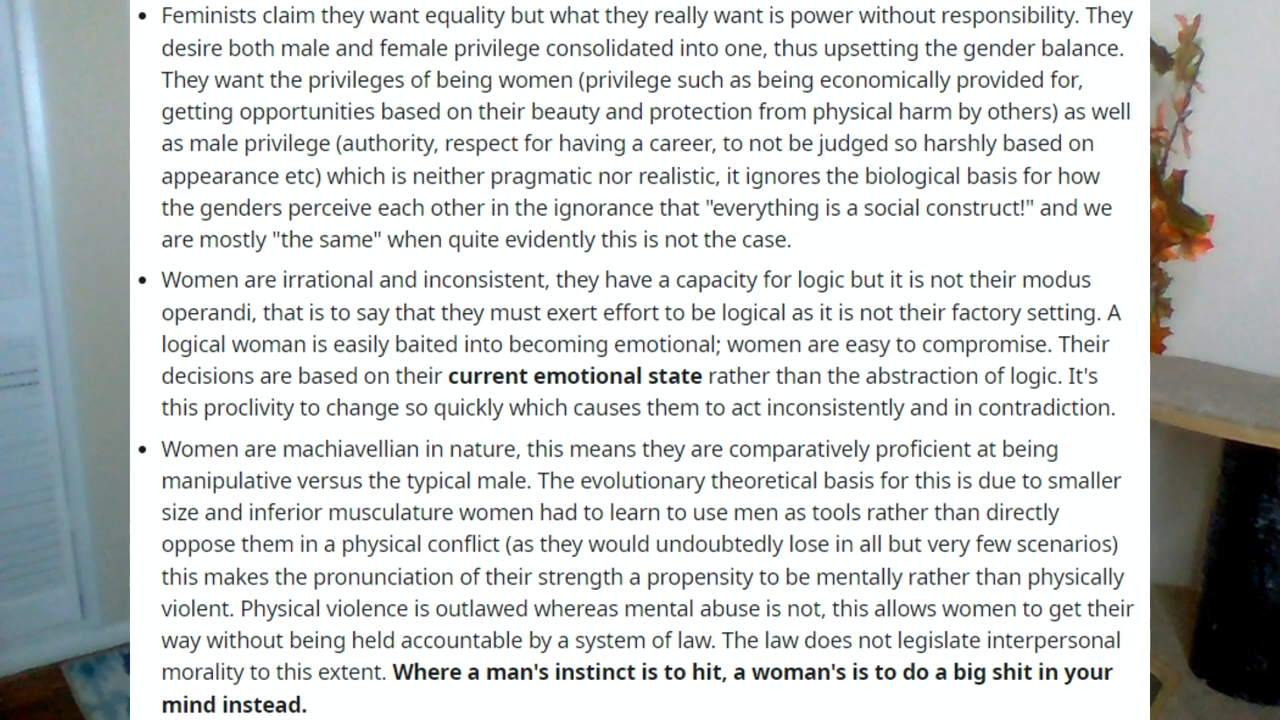 • Feminists claim they want equality but what they really want is power without responsibility. They
desire both male and female privilege consolidated into one, thus upsetting the gender balance.
They want the privileges of being women (privilege such as being economically provided for,
getting opportunities based on their beauty and protection from physical harm by others) as well
as male privilege (authority, respect for having a career, to not be judged so harshly based on
appearance etc) which is neither pragmatic nor realistic, it ignores the biological basis for how
the genders perceive each other in the ignorance that "everything is a social construct!" and we
are mostly "the same" when quite evidently this is not the case.
• Women are irrational and inconsistent, they have a capacity for logic but it is not their modus
operandi, that is to say that they must exert effort to be logical as it is not their factory setting. A
logical woman is easily baited into becoming emotional; women are easy to compromise. Their
decisions are based on their current emotional state rather than the abstraction of logic. It's
this proclivity to change so quickly which causes them to act inconsistently and in contradiction.
• Women are machiavellian in nature, this means they are comparatively proficient at being
manipulative versus the typical male. The evolutionary theoretical basis for this is due to smaller
size and inferior musculature women had to learn to use men as tools rather than directly
oppose them in a physical conflict (as they would undoubtedly lose in all but very few scenarios)
this makes the pronunciation of their strength a propensity to be mentally rather than physically
violent. Physical violence is outlawed whereas mental abuse is not, this allows women to get their
way without being held accountable by a system of law. The law does not legislate interpersonal
morality to this extent. Where a man's instinct is to hit, a woman's is to do a big shit in your
mind instead.